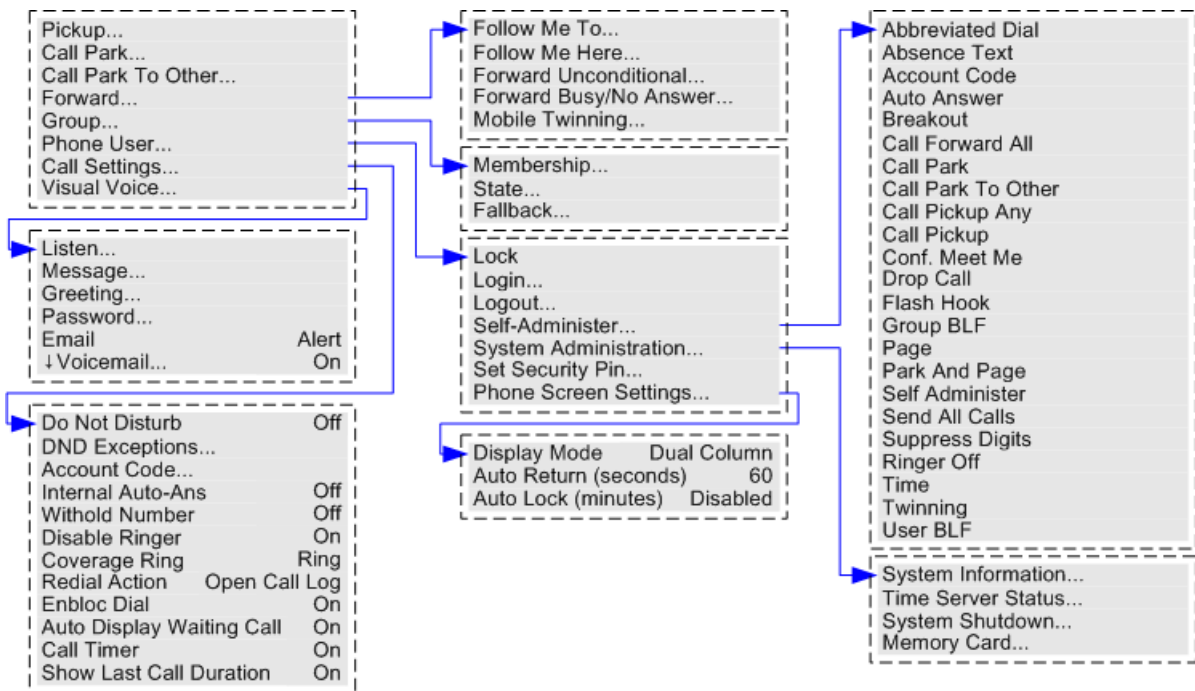 Pickup...
Call Park...
Call Park To Other...
Forward...
Group...
Phone User...
Call Settings...
Visual Voice...
Listen...
Message...
Greeting...
Password...
Email Alert
↓Voicemail... On
Do Not Disturb Off
DND Exceptions...
Account Code...
Internal Auto-Ans Off
Withold Number Off
Disable Ringer On
Coverage Ring Ring
Redial Action Open Call Log
Enbloc Dial On
Auto Display Waiting Call On
Call Timer On
Show Last Call Duration On
Follow Me To...
Follow Me Here...
Forward Unconditional...
Forward Busy/No Answer...
Mobile Twinning...
Membership...
State...
Fallback...
Lock
Login...
Logout...
Self-Administer...
System Administration...
Set Security Pin...
Phone Screen Settings...
Display Mode Dual Column
Auto Return (seconds) 60
Auto Lock (minutes) Disabled
Abbreviated Dial
Absence Text
Account Code
Auto Answer
Breakout
Call Forward All
Call Park
Call Park To Other
Call Pickup Any
Call Pickup
Conf. Meet Me
Drop Call
Flash Hook
Group BLF
Page
Park And Page
Self Administer
Send All Calls
Suppress Digits
Ringer Off
Time
Twinning
User BLF
System Information...
Time Server Status...
System Shutdown...
Memory Card...